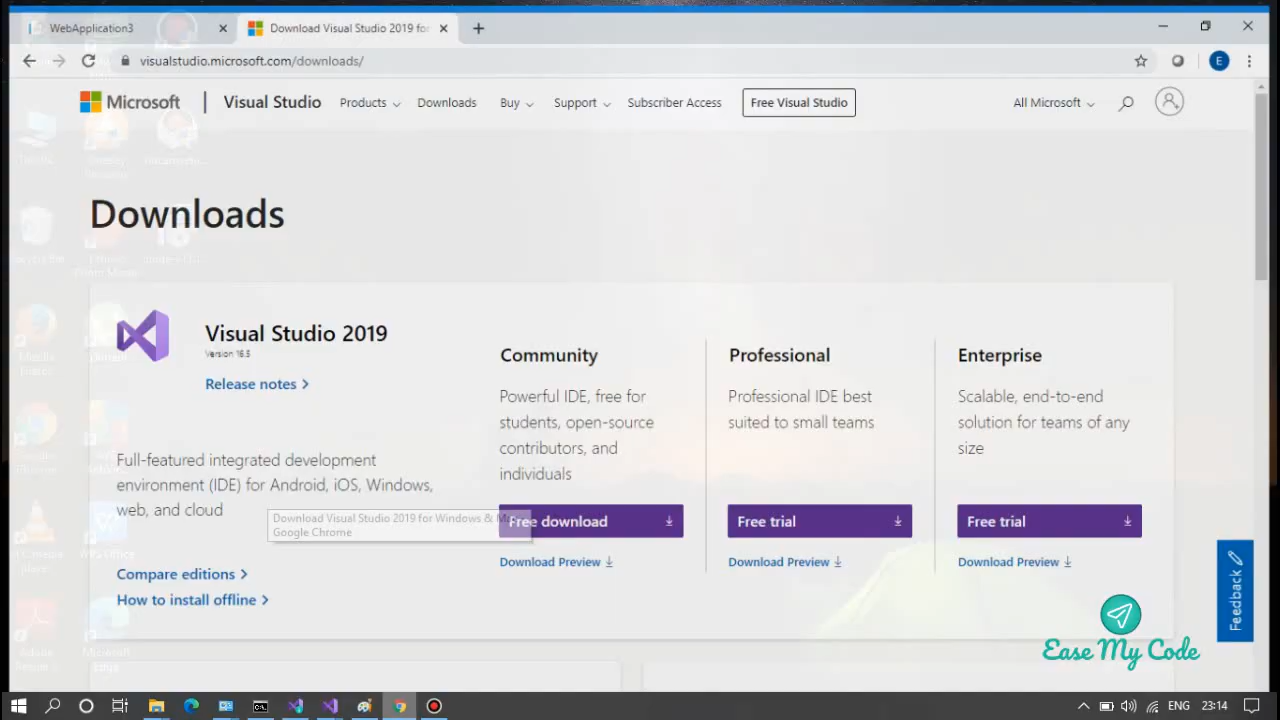 WebApplication3
Download Visual Studio 2019 for
visualstudio.microsoft.com/downloads/
E
Microsoft
Visual Studio
Products
Downloads
Buy
Support
Subscriber Access
Free Visual Studio
All Microsoft
Downloads
Visual Studio 2019
Version 16.5
Release notes
Full-featured integrated development
environment (IDE) for Android, iOS, Windows,
web, and cloud
Compare editions
How to install offline
Community
Powerful IDE, free for
students, open-source
contributors, and
individuals
Free download
Download Preview
Professional
Professional IDE best
suited to small teams
Free trial
Download Preview
Enterprise
Scalable, end-to-end
solution for teams of any
size
Free trial
Download Preview
Download Visual Studio 2019 for Windows &
Google Chrome
Feedback
Ease My Code
WPS Office
Adobe
Microsoft
Edge
ENG
23:14